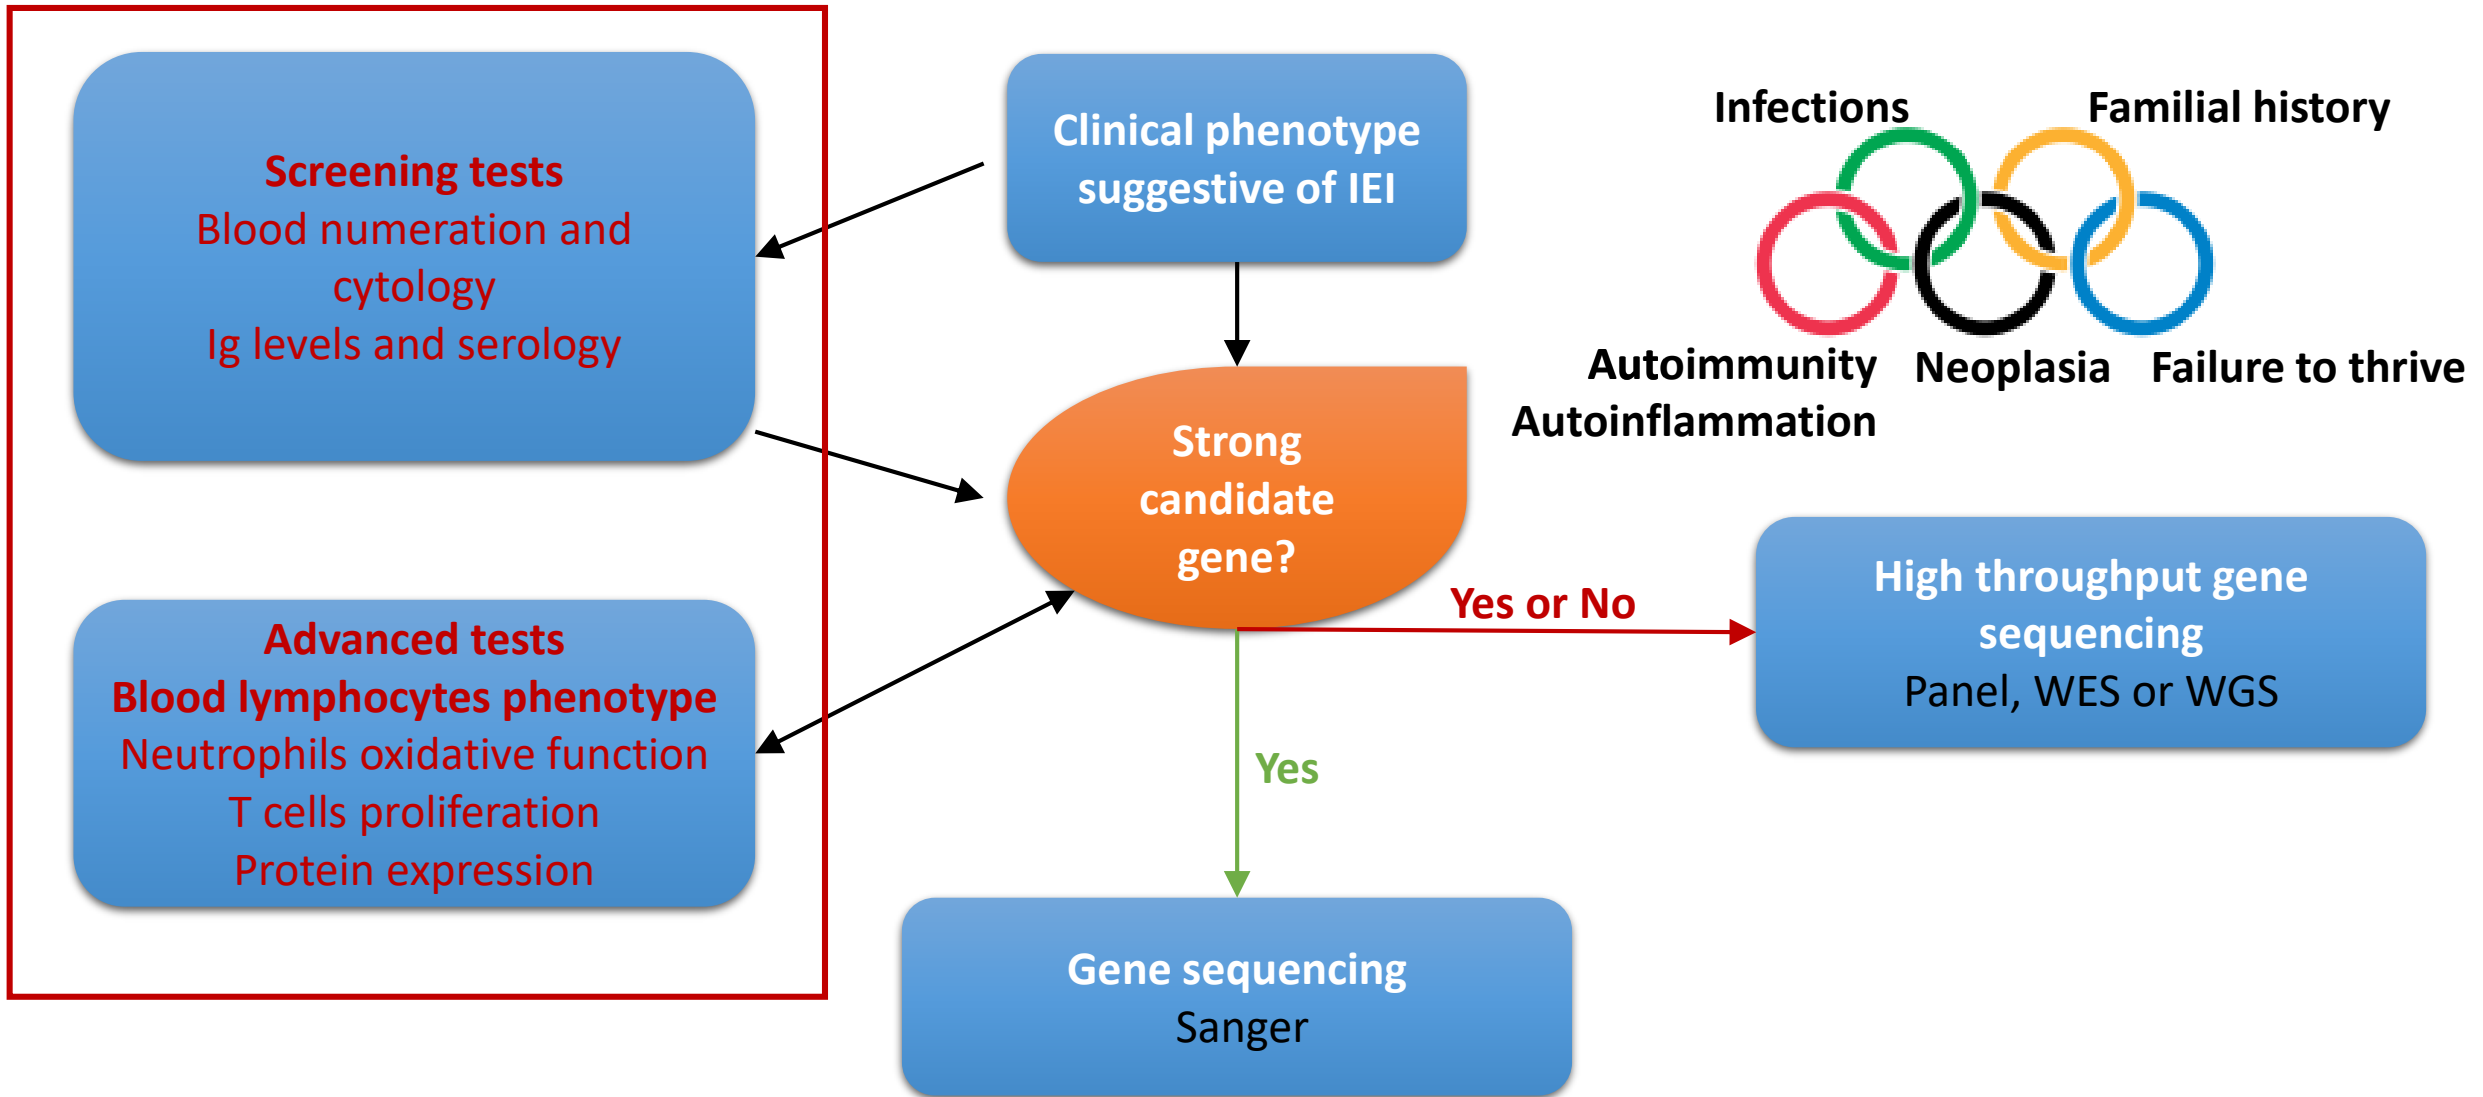 Screening tests
Blood numeration and
cytology
Ig levels and serology
Clinical phenotype
suggestive of IEI
Infections
Familial history
Autoimmunity
Autoinflammation
Neoplasia
Failure to thrive
Strong
candidate
gene?
Advanced tests
Blood lymphocytes phenotype
Neutrophils oxidative function
T cells proliferation
Protein expression
Yes or No
High throughput gene
sequencing
Panel, WES or WGS
Yes
Gene sequencing
Sanger